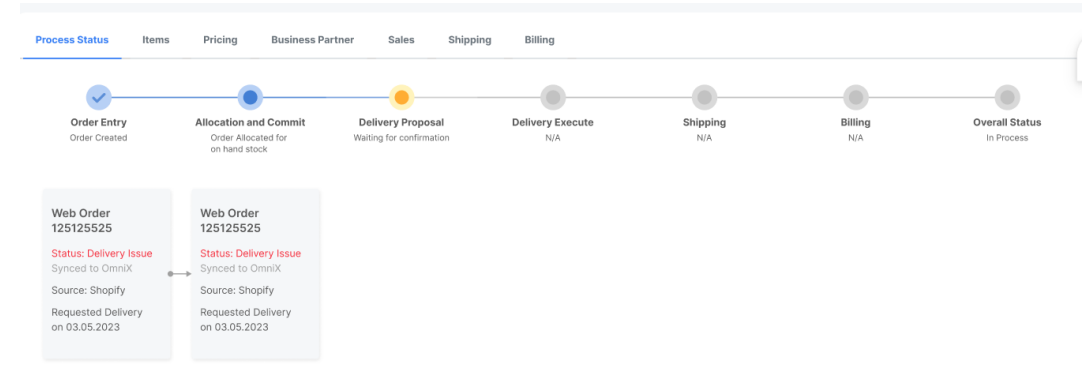 Process Status Items Pricing Business Partner Sales Shipping Billing
Order Entry
Order Created
Allocation and Commit
Order Allocated for
on hand stock
Delivery Proposal
Waiting for confirmation
Delivery Execute
N/A
Shipping
N/A
Billing
N/A
Overall Status
In Process
Web Order
125125525
Status: Delivery Issue
Synced to OmniX
Source: Shopify
Requested Delivery
on 03.05.2023
Web Order
125125525
Status: Delivery Issue
Synced to OmniX
Source: Shopify
Requested Delivery
on 03.05.2023